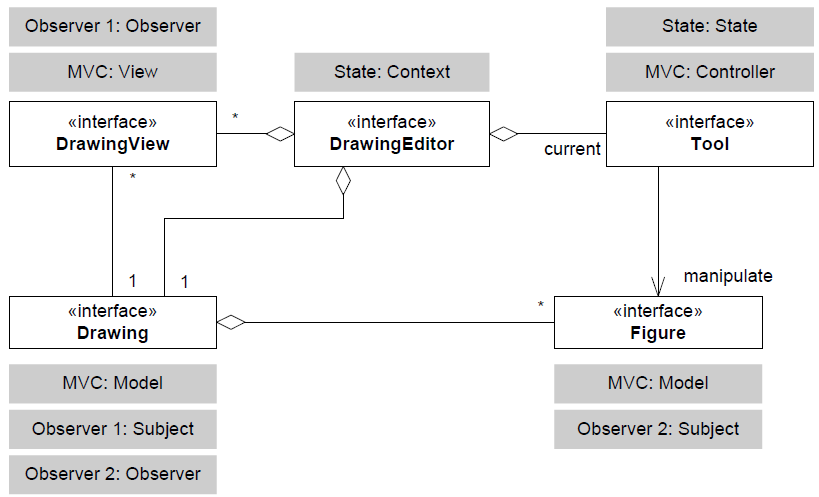 Observer 1: Observer
State: State
MVC: View
State: Context
MVC: Controller
«interface»
DrawingView
*
«interface»
DrawingEditor
current
«interface»
Tool
*
1
1
manipulate
«interface»
Drawing
*
«interface»
Figure
MVC: Model
MVC: Model
Observer 1: Subject
Observer 2: Subject
Observer 2: Observer